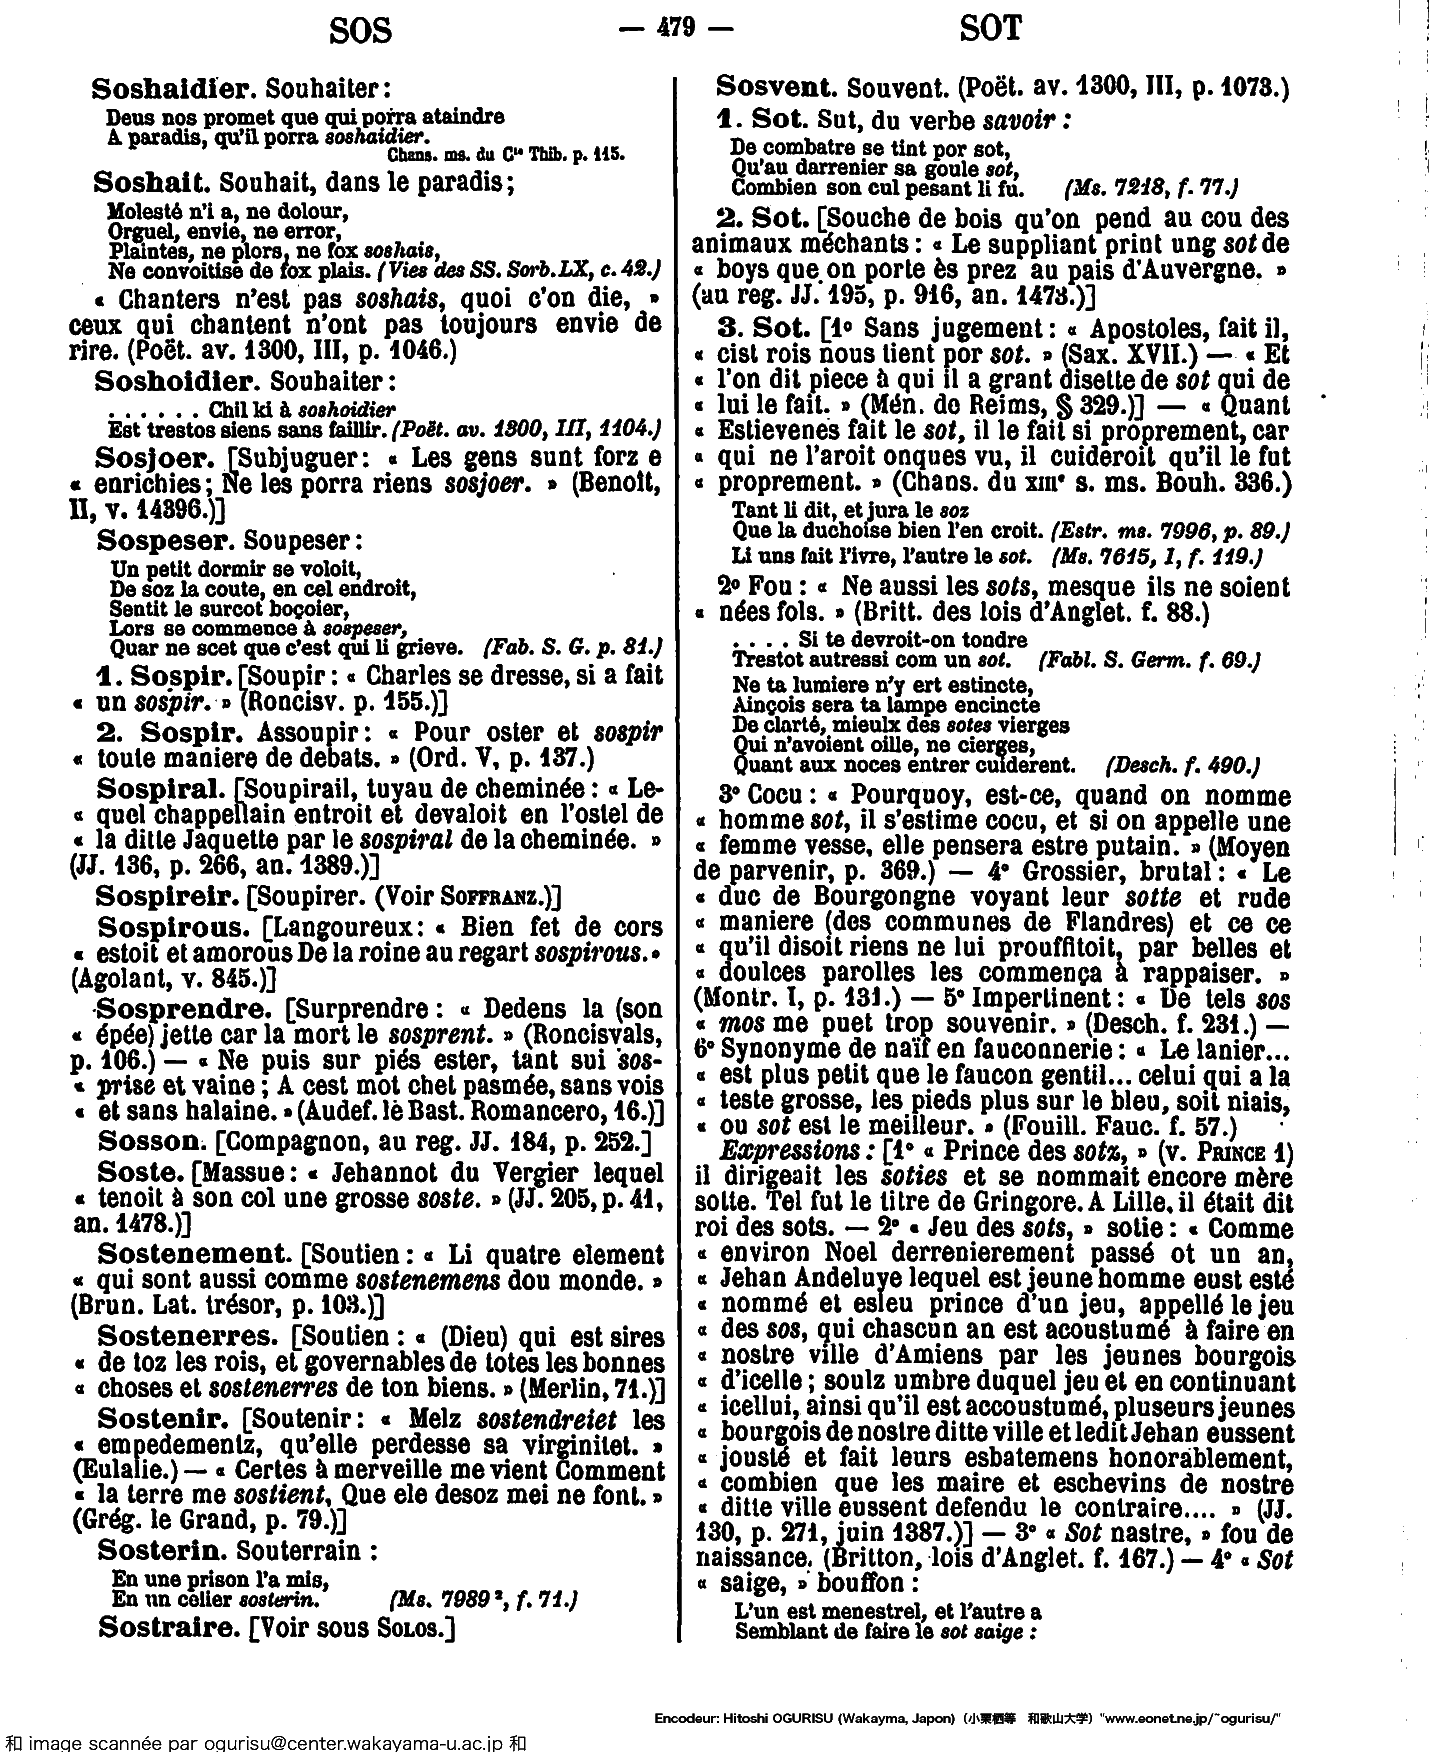 SOS
— 479 —
SOT
Soshaidier. Souhaiter :
Deus nos promet que qui porra ataindre
A paradis, qu'il porra soshaidier.
Chans. ms. du Cte Thib. p. 115.
Soshait. Souhait, dans le paradis ;
Molesté n'i a, ne dolour,
Orguel, envie, ne error,
Plaintes, ne plors, ne fox soshais,
Ne convoitise de fox plais. (Vies des SS. Sorb. LX, c. 42.)
« Chanters n'est pas soshais, quoi c'on die, »
ceux qui chantent n'ont pas toujours envie de
rire. (Poët. av. 1300, III, p. 1046.)
Soshoidier. Souhaiter :
. . . . . . Chil ki à soshoidier
Est trestos siens sans faillir. (Poët. av. 1300, III, 1104.)
Sosjoer. [Subjuguer : « Les gens sunt forz e
« enrichies ; Ne les porra riens sosjoer. » (Benoit,
II, v. 14396.)]
Sospeser. Soupeser :
Un petit dormir se voloit,
De soz la coute, en cel endroit,
Sentit le surcot boçoier,
Lors se commence à sospeser,
Quar ne scet que c'est qui li grieve. (Fab. S. G. p. 81.)
1. Sospir. [Soupir : « Charles se dresse, si a fait
« un sospir. » (Roncisv. p. 155.)]
2. Sospir. Assoupir : « Pour oster et sospir
« toute maniere de debats. » (Ord. V, p. 137.)
Sospiral. [Soupirail, tuyau de cheminée : « Le-
« quel chappellain entroit et devaloit en l'ostel de
« la ditte Jaquette par le sospiral de la cheminée. »
(JJ. 136, p. 266, an. 1389.)]
Sospireir. [Soupirer. (Voir SOFFRANZ.)]
Sospirous. [Langoureux : « Bien fet de cors
« estoit et amorous De la roine au regart sospirous. »
(Agolant, v. 845.)]
Sosprendre. [Surprendre : « Dedens la (son
« épée) jette car la mort le sosprent. » (Roncisvals,
p. 106.) — « Ne puis sur piés ester, tant sui sos-
« prise et vaine ; A cest mot chet pasmée, sans vois
« et sans halaine. » (Audef. le Bast. Romancero, 16.)]
Sosson. [Compagnon, au reg. JJ. 184, p. 252.]
Soste. [Massue : « Jehannot du Vergier lequel
« tenoit à son col une grosse soste. » (JJ. 205, p. 41,
an. 1478.)]
Sostenement. [Soutien : « Li quatre element
« qui sont aussi comme sostenemens dou monde. »
(Brun. Lat. trésor, p. 103.)]
Sostenerres. [Soutien : « (Dieu) qui est sires
« de toz les rois, et governables de totes les bonnes
« choses et sostenerres de ton biens. » (Merlin, 71.)]
Sostenir. [Soutenir : « Melz sostendreiet les
« empedementz, qu'elle perdesse sa virginitet. »
(Eulalie.) — « Certes à merveille me vient Comment
« la terre me sostient, Que ele desoz mei ne font. »
(Grég. le Grand, p. 79.)]
Sosterin. Souterrain :
En une prison l'a mis,
En un celier sosterin. (Ms. 7989², f. 71.)
Sostraire. [Voir sous SOLOS.]
Sosvent. Souvent. (Poët. av. 1300, III, p. 1073.)
1. Sot. Sut, du verbe savoir :
De combatre se tint por sot,
Qu'au darrenier sa goule sot,
Combien son cul pesant li fu. (Ms. 7218, f. 77.)
2. Sot. [Souche de bois qu'on pend au cou des
animaux méchants : « Le suppliant print ung sot de
« boys que on porte ès prez au pais d'Auvergne. »
(au reg. JJ. 195, p. 916, an. 1473.)]
3. Sot. [1° Sans jugement : « Apostoles, fait il,
« cist rois nous tient por sot. » (Sax. XVII.) — « Et
« l'on dit piece à qui il a grant disette de sot qui de
« lui le fait. » (Mén. de Reims, § 329.)] — « Quant
« Estievenes fait le sot, il le fait si proprement, car
« qui ne l'aroit onques vu, il cuideroit qu'il le fut
« proprement. » (Chans. du XIIIe s. ms. Bouh. 336.)
Tant li dit, et jura le soz
Que la duchoise bien l'en croit. (Estr. ms. 7996, p. 89.)
Li uns fait l'ivre, l'autre le sot. (Ms. 7615, I, f. 119.)
2° Fou : « Ne aussi les sots, mesque ils ne soient
« nées fols. » (Britt. des lois d'Anglet. f. 88.)
. . . . Si te devroit-on tondre
Trestot autressi com un sot. (Fabl. S. Germ. f. 69.)
Ne ta lumiere n'y ert estincte,
Ainçois sera ta lampe encincte
De clarté, mieulx des sotes vierges
Qui n'avoient oille, ne cierges,
Quant aux noces entrer cuiderent. (Desch. f. 490.)
3° Cocu : « Pourquoy, est-ce, quand on nomme
« homme sot, il s'estime cocu, et si on appelle une
« femme vesse, elle pensera estre putain. » (Moyen
de parvenir, p. 369.) — 4° Grossier, brutal : « Le
« duc de Bourgongne voyant leur sotte et rude
« maniere (des communes de Flandres) et ce ce
« qu'il disoit riens ne lui prouffitoit, par belles et
« doulces parolles les commença à rappaiser. »
(Montr. I, p. 131.) — 5° Impertinent : « De tels sos
« mos me puet trop souvenir. » (Desch. f. 231.) —
6° Synonyme de naïf en fauconnerie : « Le lanier...
« est plus petit que le faucon gentil... celui qui a la
« teste grosse, les pieds plus sur le bleu, soit niais,
« ou sot est le meilleur. » (Fouill. Fauc. f. 57.)
Expressions : [1° « Prince des sotz, » (v. PRINCE 1)
il dirigeait les soties et se nommait encore mère
sotte. Tel fut le titre de Gringore. A Lille, il était dit
roi des sots. — 2° « Jeu des sots, » sotie : « Comme
« environ Noel derrenierement passé ot un an,
« Jehan Andeluye lequel est jeune homme eust esté
« nommé et esleu prince d'un jeu, appellé le jeu
« des sos, qui chascun an est acoustumé à faire en
« nostre ville d'Amiens par les jeunes bourgois
« d'icelle ; soulz umbre duquel jeu et en continuant
« icellui, ainsi qu'il est accoustumé, pluseurs jeunes
« bourgois de nostre ditte ville et ledit Jehan eussent
« jousté et fait leurs esbatemens honorablement,
« combien que les maire et eschevins de nostre
« ditte ville eussent defendu le contraire.... » (JJ.
130, p. 271, juin 1387.)] — 3° « Sot nastre, » fou de
naissance. (Britton, lois d'Anglet. f. 167.) — 4° « Sot
« saige, » bouffon :
L'un est menestrel, et l'autre a
Semblant de faire le sot saige :
Encodeur: Hitoshi OGURISU (Wakayma, Japon) (小栗栖等 和歌山大学) "www.eonet.ne.jp/~ogurisu/"
和 image scannée par ogurisu@center.wakayama-u.ac.jp 和